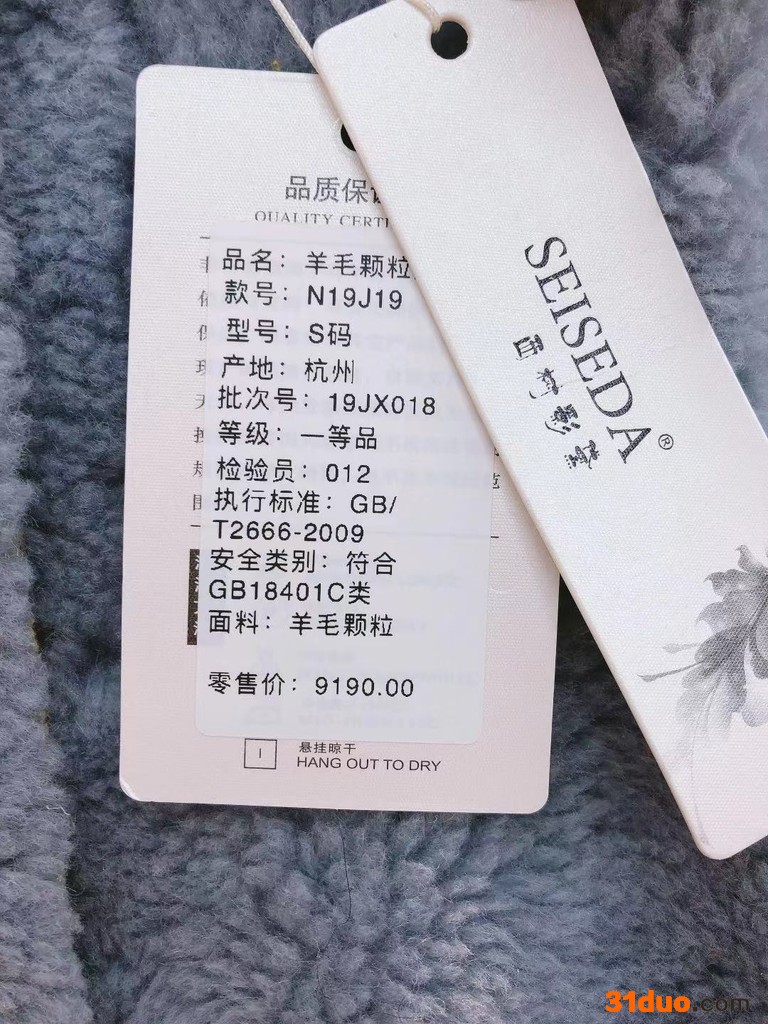 品质保
QUALITY CERTI
品名：羊毛颗粒
款号：N19J19
型号：S码
产地：杭州
批次号：19JX018
等级：一等品
检验员：012
执行标准：GB/
T2666-2009
安全类别：符合
GB18401C类
面料：羊毛颗粒
零售价：9190.00
悬挂晾干
HANG OUT TO DRY
SEISEDA®
31duo.com